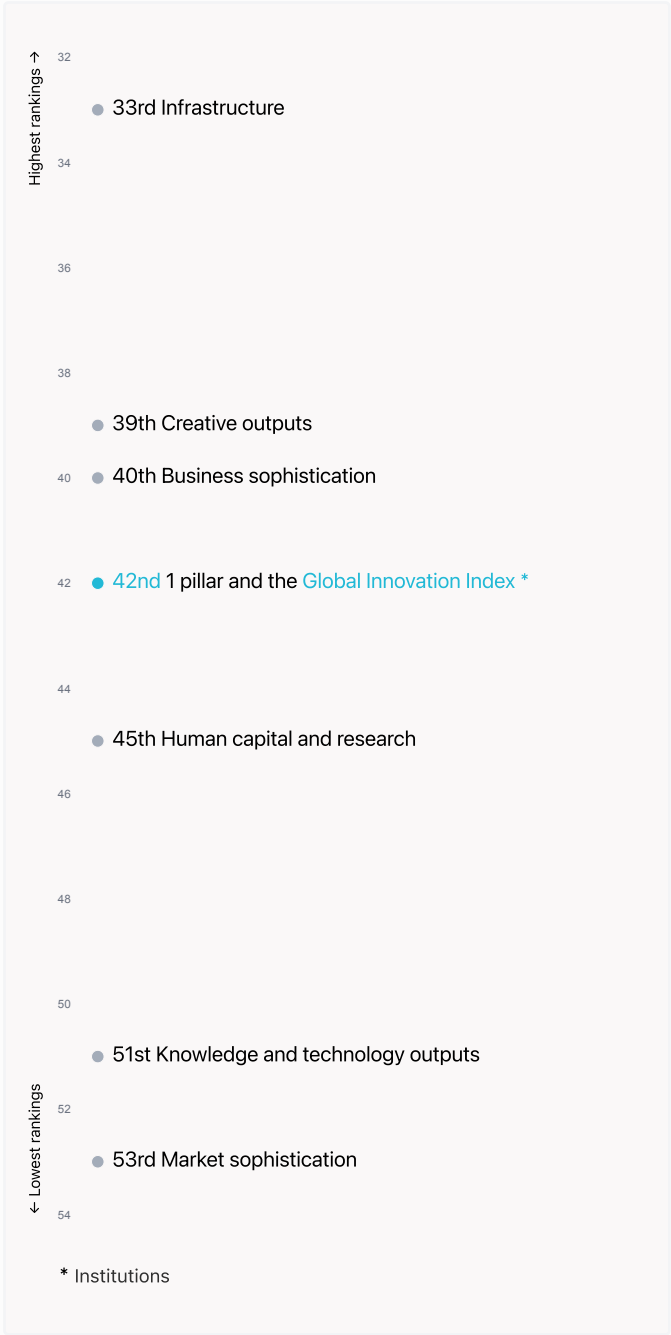 Highest rankings →
32
33rd Infrastructure
34
36
38
39th Creative outputs
40
40th Business sophistication
42
42nd 1 pillar and the Global Innovation Index *
44
45th Human capital and research
46
48
50
51st Knowledge and technology outputs
← Lowest rankings
52
53rd Market sophistication
54
* Institutions